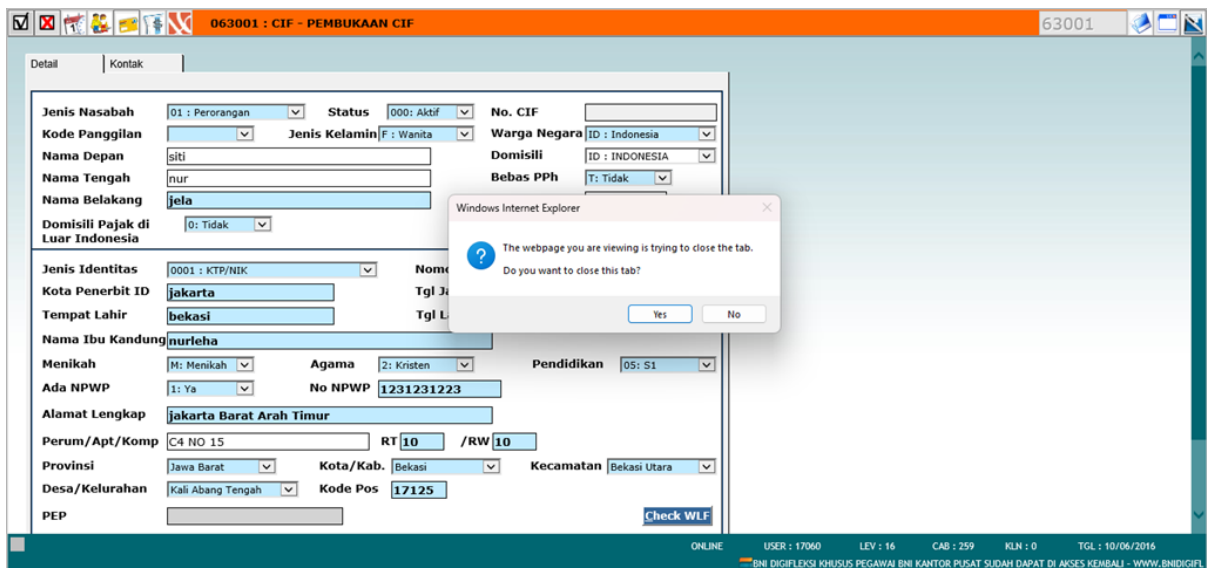 063001 : CIF - PEMBUKAAN CIF 63001
Detail Kontak
Jenis Nasabah 01 : Perorangan Status 000: Aktif No. CIF
Kode Panggilan Jenis Kelamin F : Wanita Warga Negara ID : Indonesia
Nama Depan siti Domisili ID : INDONESIA
Nama Tengah nur Bebas PPh T: Tidak
Nama Belakang jela
Windows Internet Explorer
Domisili Pajak di
Luar Indonesia 0: Tidak
The webpage you are viewing is trying to close the tab.
Do you want to close this tab?
Yes No
Jenis Identitas 0001 : KTP/NIK Nomo
Kota Penerbit ID jakarta Tgl Ja
Tempat Lahir bekasi Tgl L
Nama Ibu Kandung nurleha
Menikah M: Menikah Agama 2: Kristen Pendidikan 05: S1
Ada NPWP 1: Ya No NPWP 1231231223
Alamat Lengkap jakarta Barat Arah Timur
Perum/Apt/Komp C4 NO 15 RT 10 /RW 10
Provinsi Jawa Barat Kota/Kab. Bekasi Kecamatan Bekasi Utara
Desa/Kelurahan Kali Abang Tengah Kode Pos 17125
PEP Check WLF
ONLINE USER : 17060 LEV : 16 CAB : 259 KLN : 0 TGL : 10/06/2016
BNI DIGIFLEKSI KHUSUS PEGAWAI BNI KANTOR PUSAT SUDAH DAPAT DI AKSES KEMBALI - WWW.BNIDIGIFL